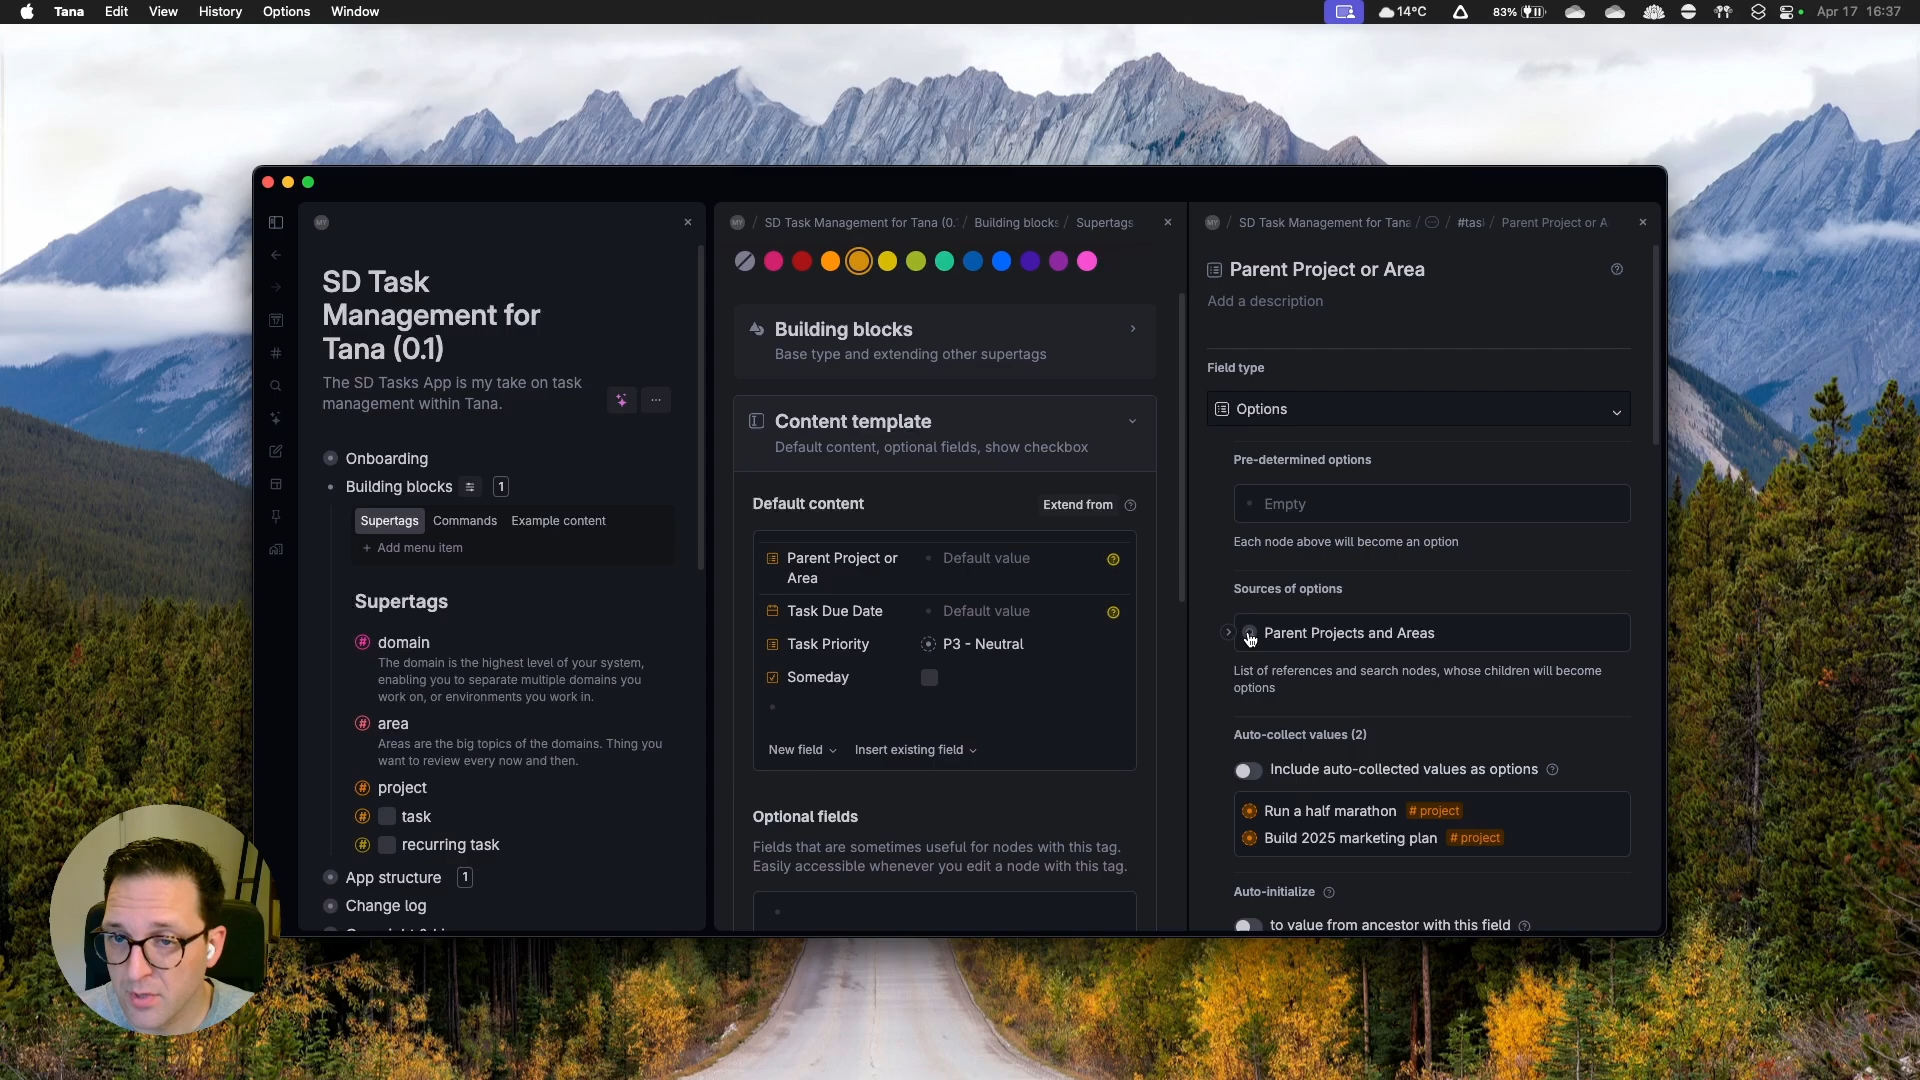 Tana Edit View History Options Window
14°C 83% Apr 17 16:37
SD Task
Management for
Tana (0.1)
The SD Tasks App is my take on task
management within Tana.
Onboarding
Building blocks 1
Supertags Commands Example content
+ Add menu item
Supertags
# domain
The domain is the highest level of your system,
enabling you to separate multiple domains you
work on, or environments you work in.
# area
Areas are the big topics of the domains. Thing you
want to review every now and then.
# project
# task
# recurring task
App structure 1
Change log
MY / SD Task Management for Tana (0. / Building blocks / Supertags
Building blocks
Base type and extending other supertags
Content template
Default content, optional fields, show checkbox
Default content Extend from
Parent Project or Default value
Area
Task Due Date Default value
Task Priority P3 - Neutral
Someday
New field Insert existing field
Optional fields
Fields that are sometimes useful for nodes with this tag.
Easily accessible whenever you edit a node with this tag.
MY / SD Task Management for Tana / #tas / Parent Project or A
Parent Project or Area
Add a description
Field type
Options
Pre-determined options
Empty
Each node above will become an option
Sources of options
Parent Projects and Areas
List of references and search nodes, whose children will become
options
Auto-collect values (2)
Include auto-collected values as options
Run a half marathon # project
Build 2025 marketing plan # project
Auto-initialize
to value from ancestor with this field